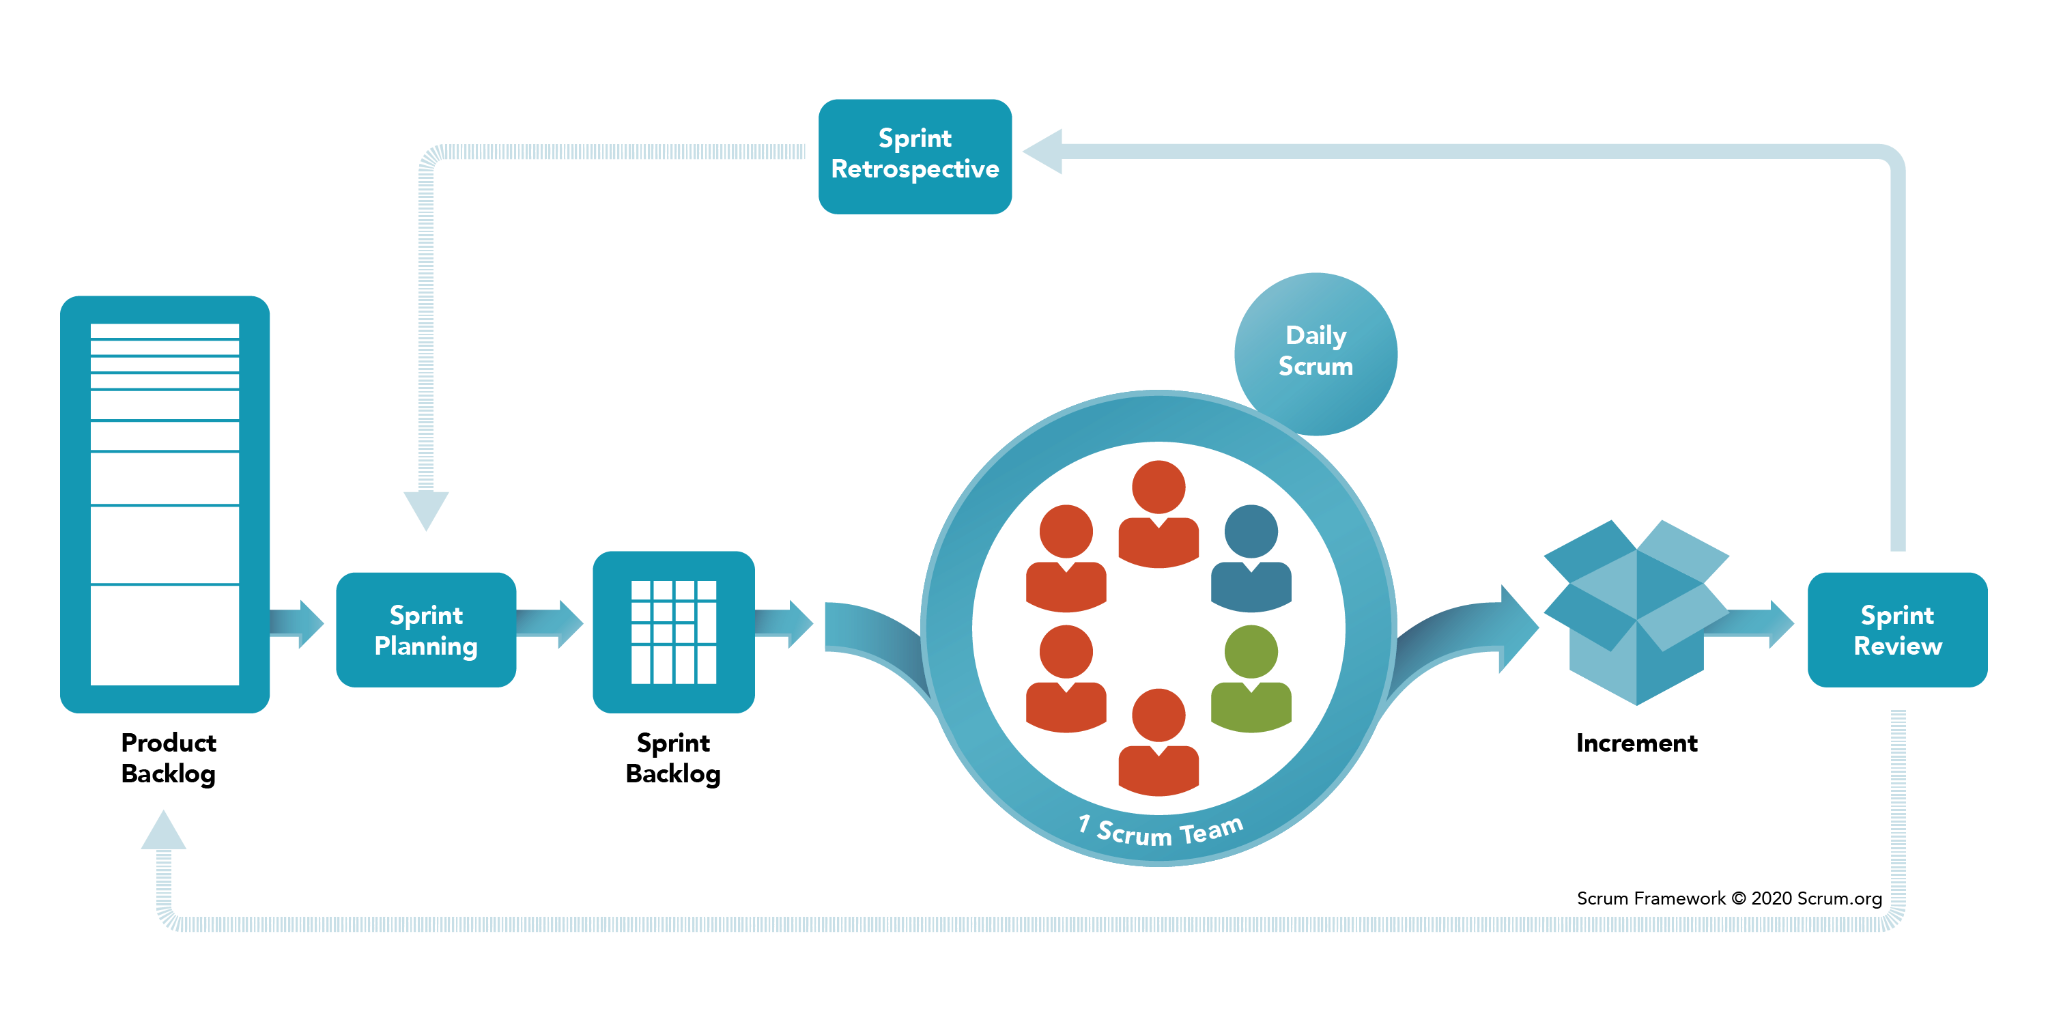 Sprint
Retrospective
Daily
Scrum
Sprint
Planning
Sprint
Review
Product
Backlog
Sprint
Backlog
Increment
1 Scrum Team
Scrum Framework © 2020 Scrum.org